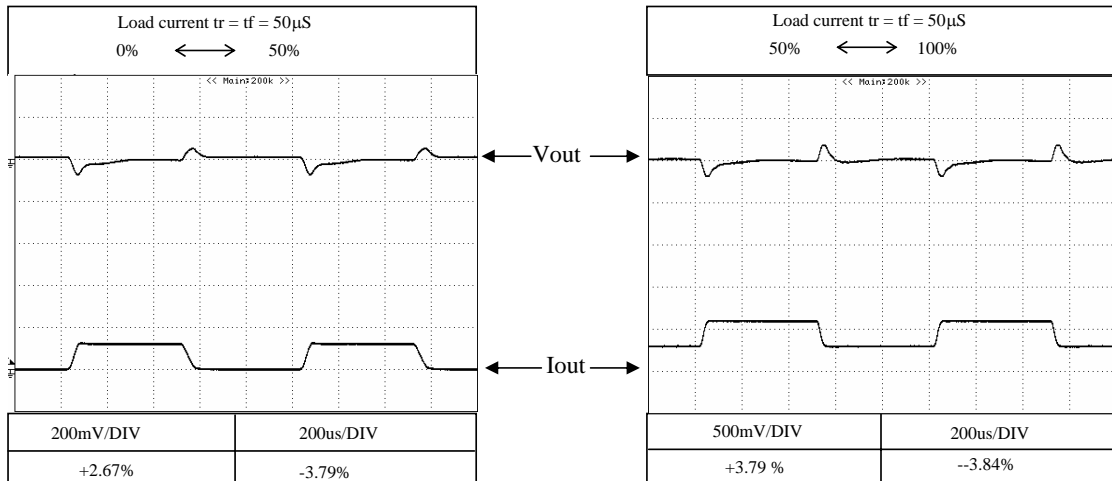 Load current tr = tf = 50µS
0% ⟷ 50%
<< Main:200k >>
200mV/DIV 200us/DIV
+2.67% -3.79%
Vout
Iout
Load current tr = tf = 50µS
50% ⟷ 100%
<< Main:200k >>
500mV/DIV 200us/DIV
+3.79 % --3.84%